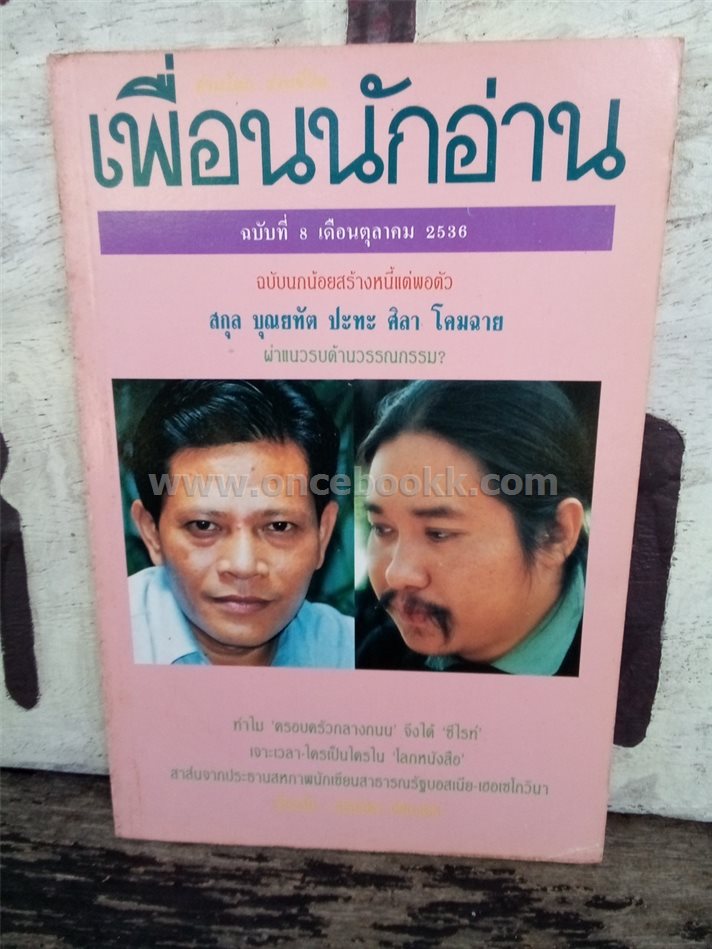 เพื่อนนักอ่าน
ฉบับที่ 8 เดือนตุลาคม 2536
ฉบับนกน้อยสร้างหนี้แต่พอตัว
สกุล บุณยทัต ปะทะ ศิลา โคมฉาย
ผ่าแนวรบด้านวรรณกรรม?
www.oncebookk.com
ทำไม 'ครอบครัวกลางถนน' จึงได้ 'ซีไรท์'
เจาะเวลา-ใครเป็นใครใน 'โลกหนังสือ'
สาส์นจากประธานสหภาพนักเขียนสาธารณรัฐบอสเนีย-เฮอเซโกวินา